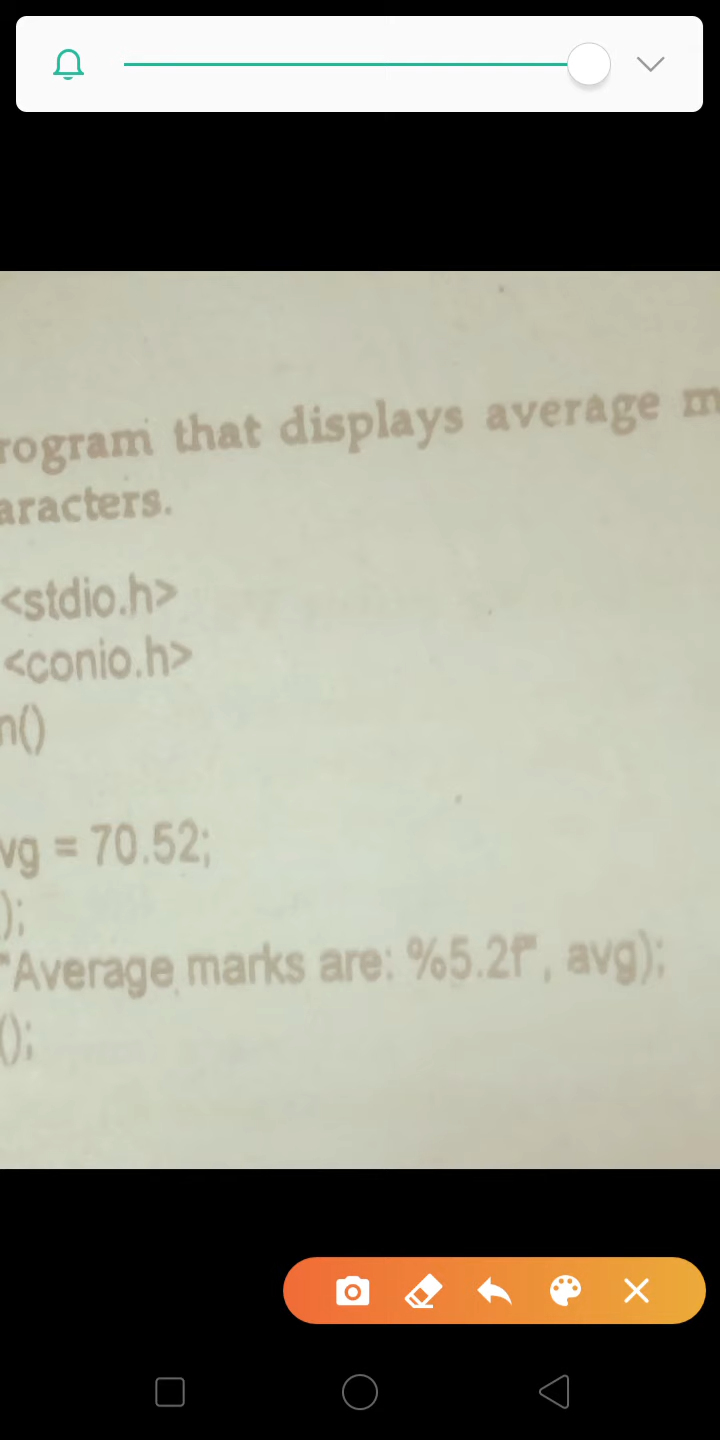 rogram that displays average m
aracters.
<stdio.h>
<conio.h>
n()
vg = 70.52;
);
"Average marks are: %5.2f", avg);
();